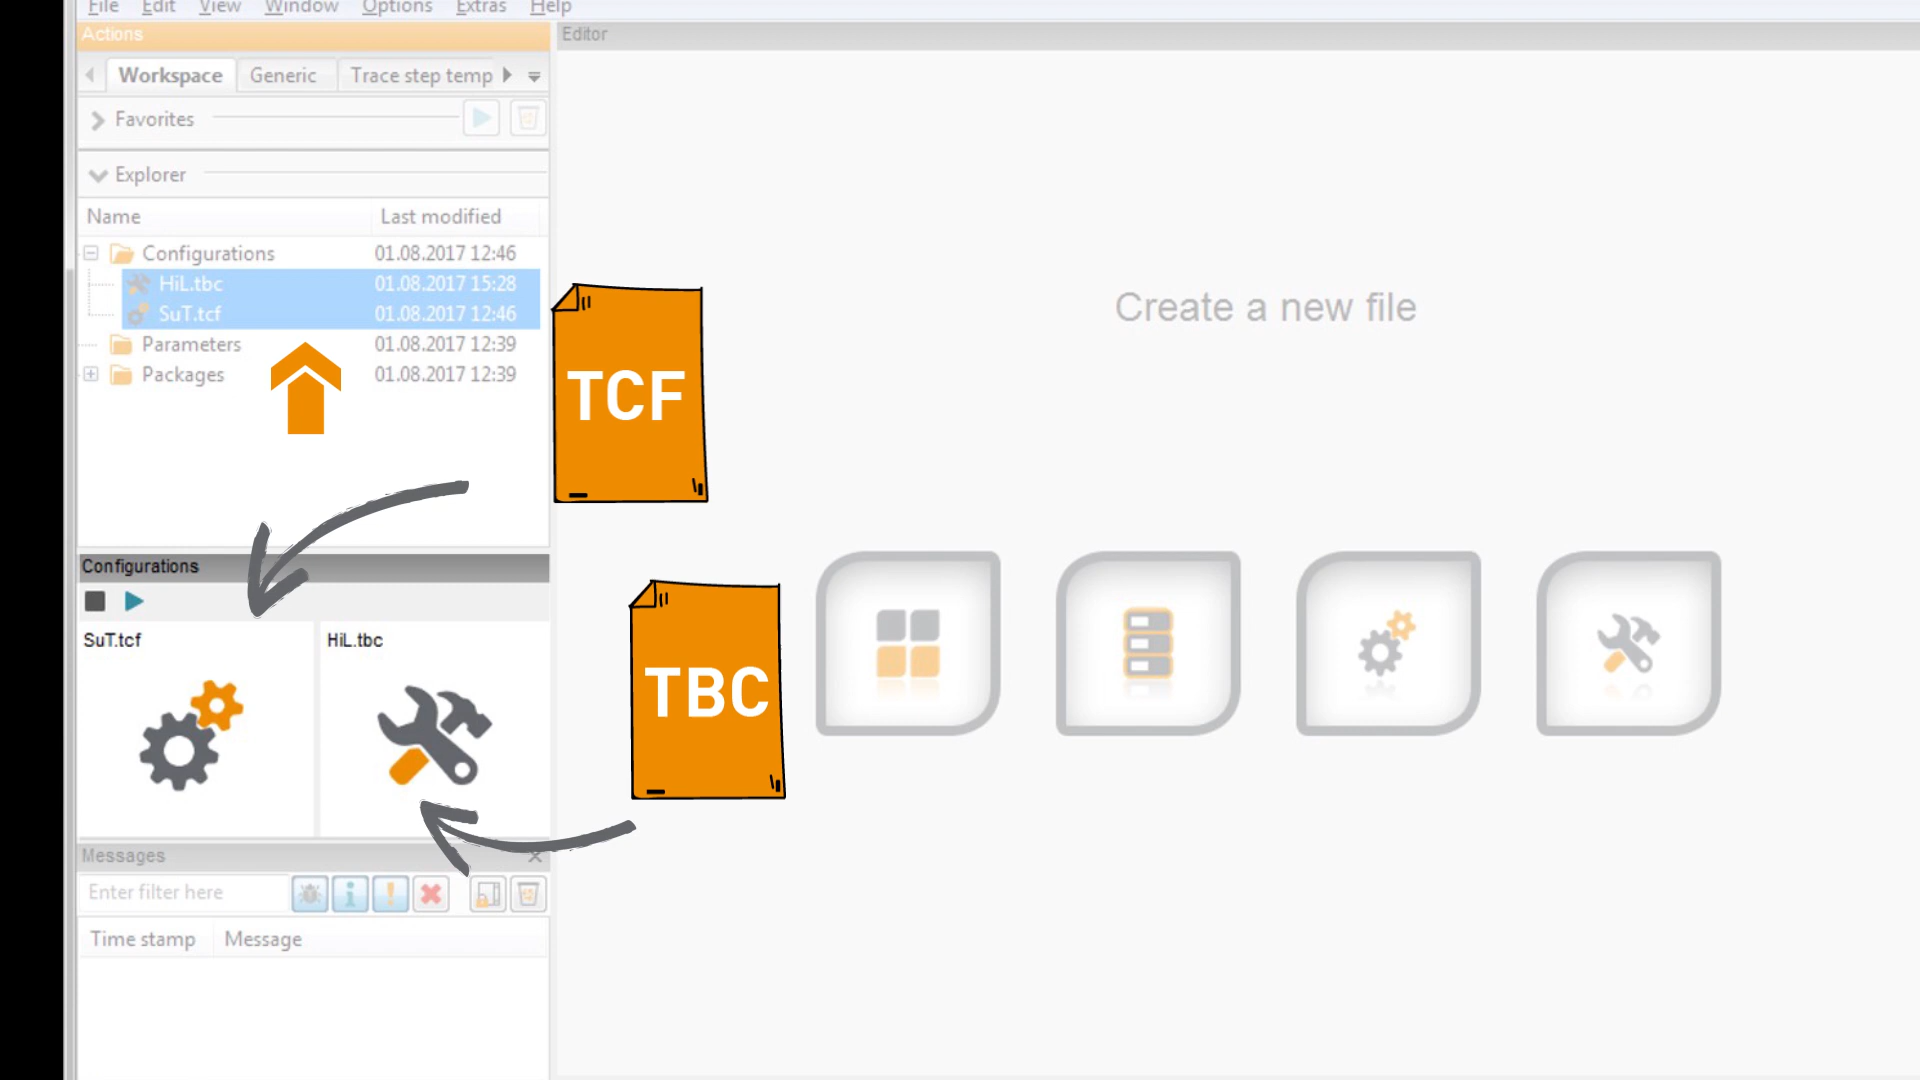 File Edit View Window Options Extras Help
Actions
Editor
Workspace Generic Trace step temp
Favorites
Explorer
Name Last modified
Configurations 01.08.2017 12:46
HiL.tbc 01.08.2017 15:28
SuT.tcf 01.08.2017 12:46
Parameters 01.08.2017 12:39
Packages 01.08.2017 12:39
Create a new file
TCF
Configurations
SuT.tcf HiL.tbc
TBC
Messages
Enter filter here
Time stamp Message